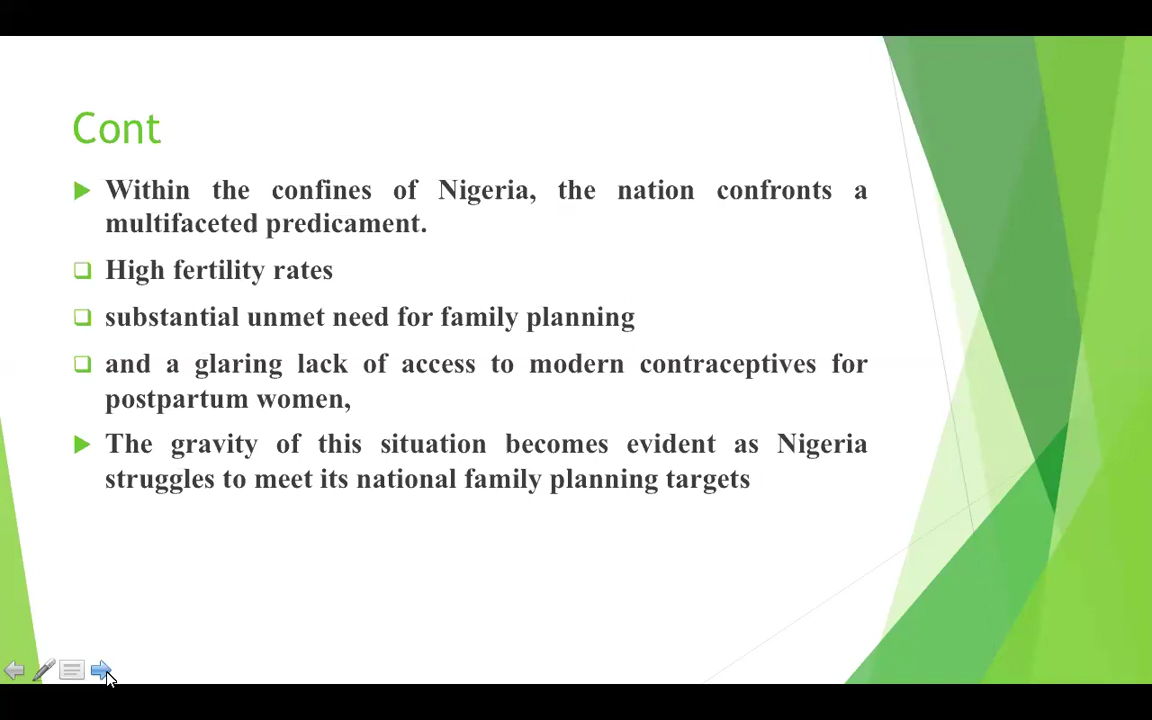 Cont
Within the confines of Nigeria, the nation confronts a
multifaceted predicament.
High fertility rates
substantial unmet need for family planning
and a glaring lack of access to modern contraceptives for
postpartum women,
The gravity of this situation becomes evident as Nigeria
struggles to meet its national family planning targets